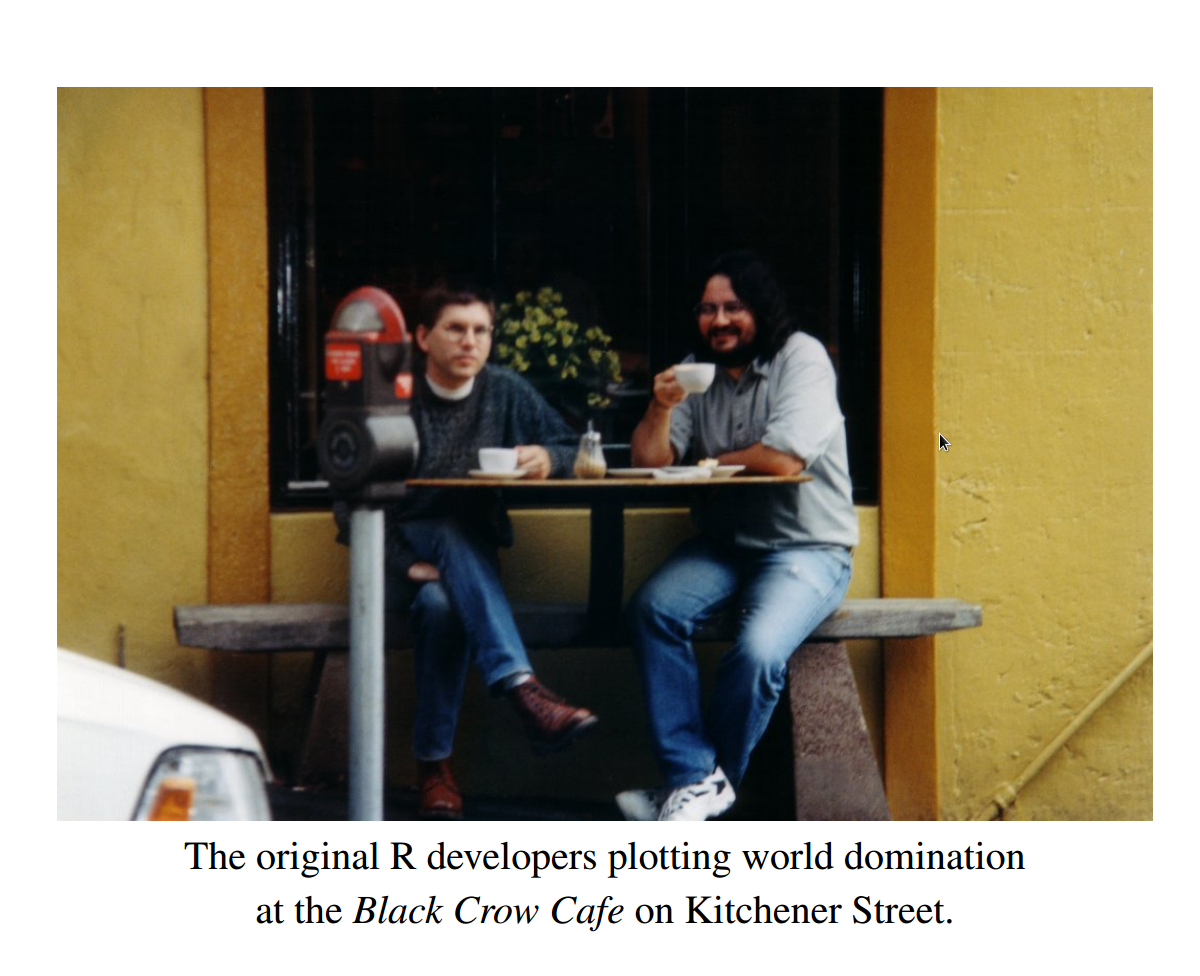 The original R developers plotting world domination
at the Black Crow Cafe on Kitchener Street.